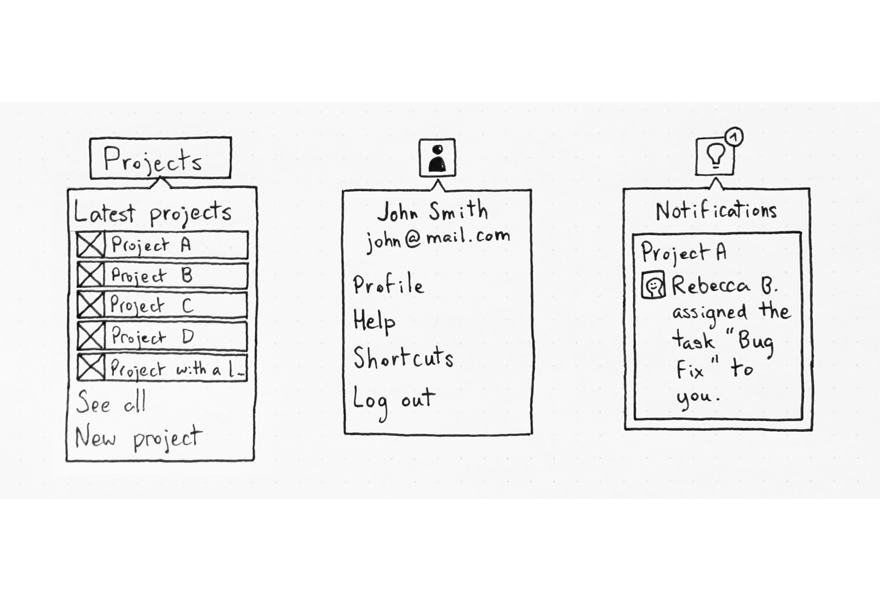 Projects
Latest projects
Project A
Project B
Project C
Project D
Project with a l...
See all
New project
John Smith
john@mail.com
Profile
Help
Shortcuts
Log out
1
Notifications
Project A
Rebecca B.
assigned the
task "Bug
Fix" to
you.